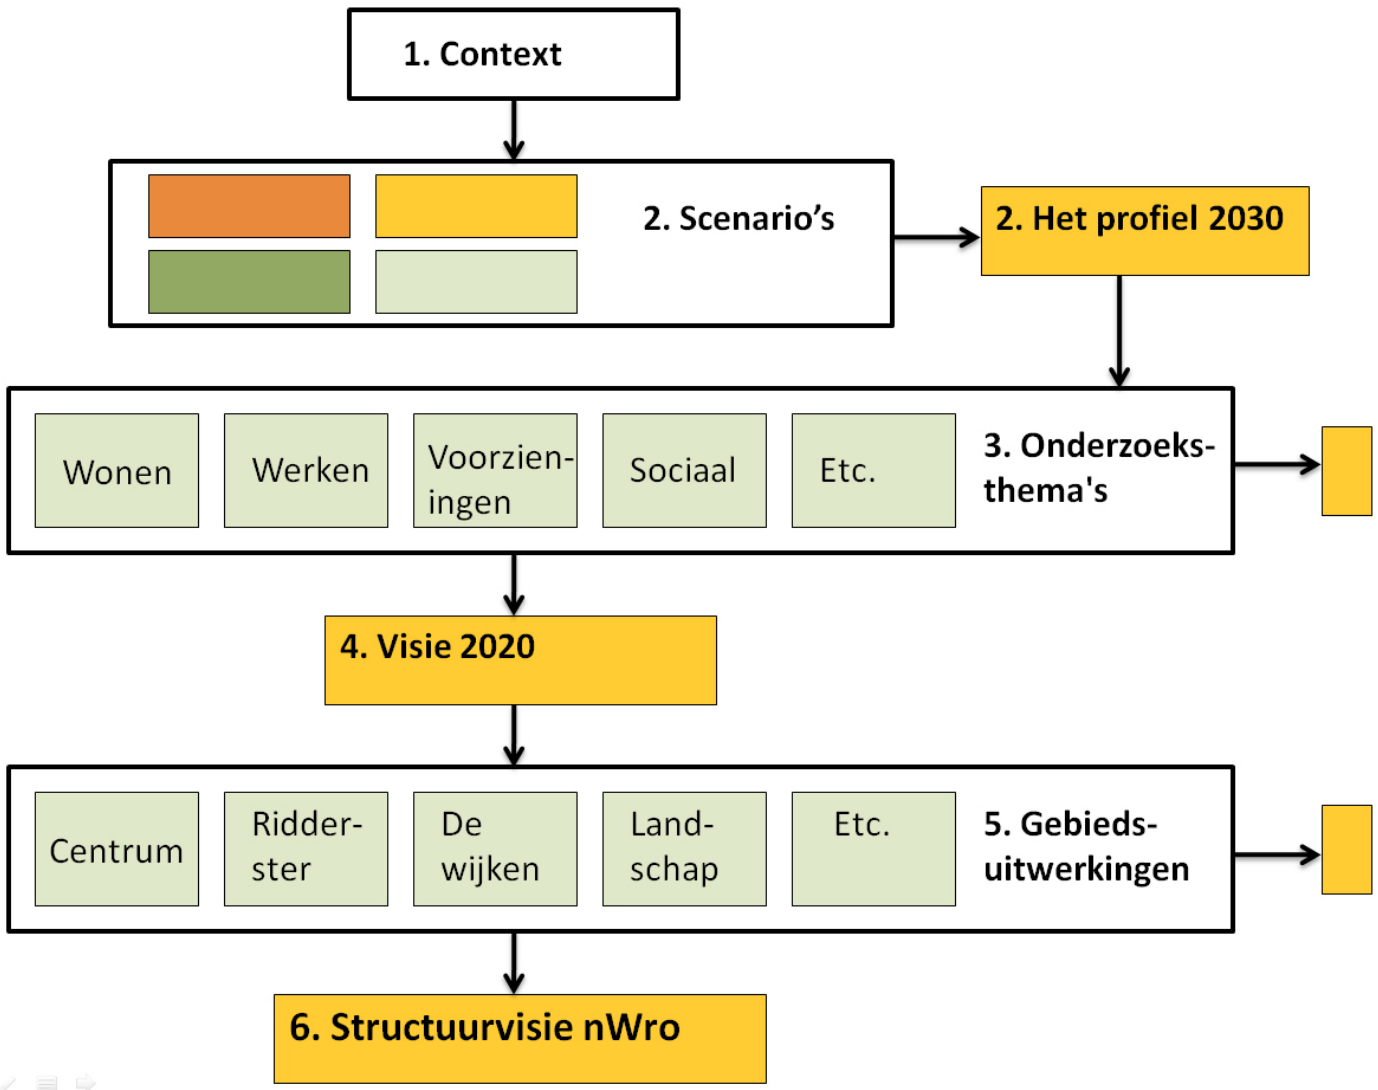 1. Context
2. Scenario’s
2. Het profiel 2030
Wonen
Werken
Voorzien-
ingen
Sociaal
Etc.
3. Onderzoeks-
thema's
4. Visie 2020
Centrum
Ridder-
ster
De
wijken
Land-
schap
Etc.
5. Gebieds-
uitwerkingen
6. Structuurvisie nWro